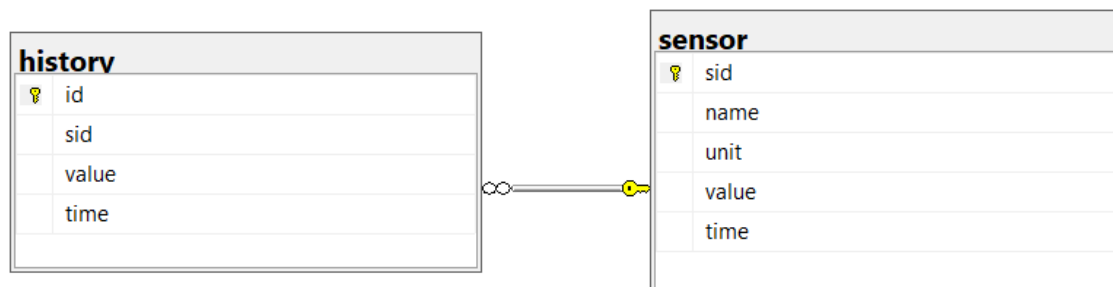 history
id
sid
value
time
sensor
sid
name
unit
value
time